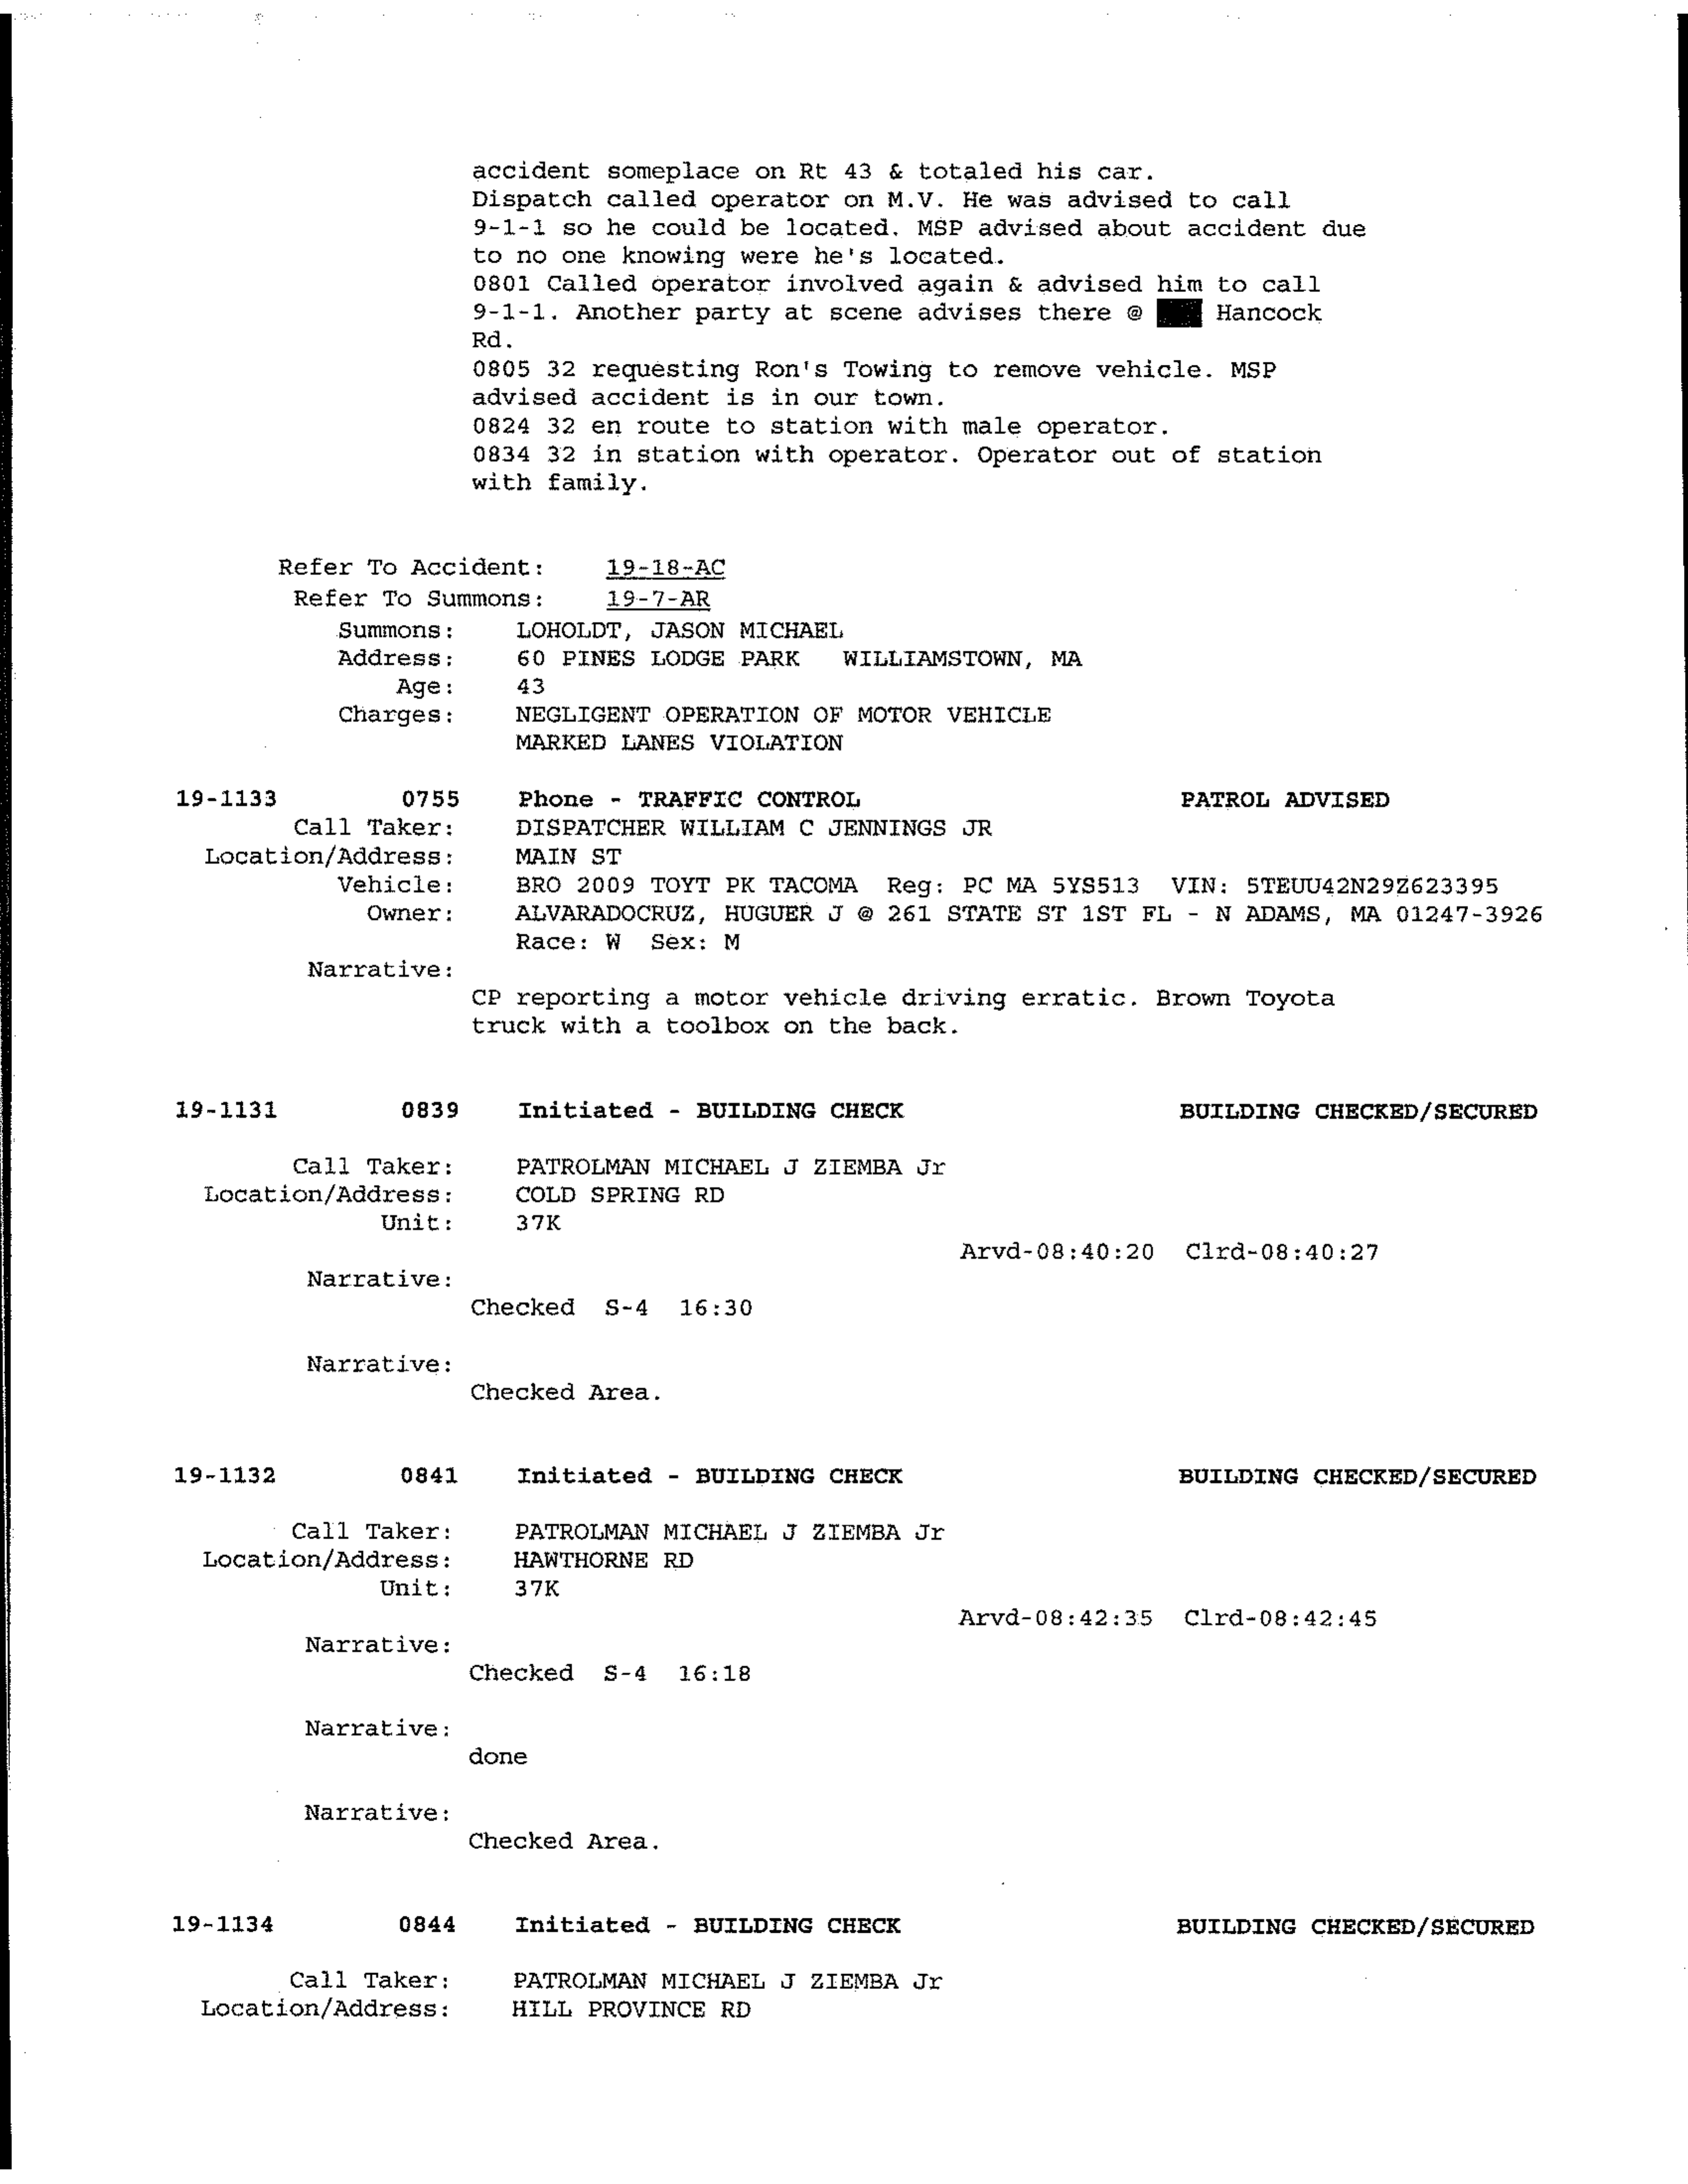 accident someplace on Rt 43 & totaled his car.
Dispatch called operator on M.V. He was advised to call
9-1-1 so he could be located. MSP advised about accident due
to no one knowing were he's located.
0801 Called operator involved again & advised him to call
9-1-1. Another party at scene advises there @ Hancock
Rd.
0805 32 requesting Ron's Towing to remove vehicle. MSP
advised accident is in our town.
0824 32 en route to station with male operator.
0834 32 in station with operator. Operator out of station
with family.
Refer To Accident: 19-18-AC
Refer To Summons: 19-7-AR
Summons: LOHOLDT, JASON MICHAEL
Address: 60 PINES LODGE PARK WILLIAMSTOWN, MA
Age: 43
Charges: NEGLIGENT OPERATION OF MOTOR VEHICLE
MARKED LANES VIOLATION
19-1133 0755 Phone - TRAFFIC CONTROL PATROL ADVISED
Call Taker: DISPATCHER WILLIAM C JENNINGS JR
Location/Address: MAIN ST
Vehicle: BRO 2009 TOYT PK TACOMA Reg: PC MA 5YS513 VIN: 5TEUU42N29Z623395
Owner: ALVARADOCRUZ, HUGUER J @ 261 STATE ST 1ST FL - N ADAMS, MA 01247-3926
Race: W Sex: M
Narrative:
CP reporting a motor vehicle driving erratic. Brown Toyota
truck with a toolbox on the back.
19-1131 0839 Initiated - BUILDING CHECK BUILDING CHECKED/SECURED
Call Taker: PATROLMAN MICHAEL J ZIEMBA Jr
Location/Address: COLD SPRING RD
Unit: 37K
Arvd-08:40:20 Clrd-08:40:27
Narrative:
Checked S-4 16:30
Narrative:
Checked Area.
19-1132 0841 Initiated - BUILDING CHECK BUILDING CHECKED/SECURED
Call Taker: PATROLMAN MICHAEL J ZIEMBA Jr
Location/Address: HAWTHORNE RD
Unit: 37K
Arvd-08:42:35 Clrd-08:42:45
Narrative:
Checked S-4 16:18
Narrative:
done
Narrative:
Checked Area.
19-1134 0844 Initiated - BUILDING CHECK BUILDING CHECKED/SECURED
Call Taker: PATROLMAN MICHAEL J ZIEMBA Jr
Location/Address: HILL PROVINCE RD